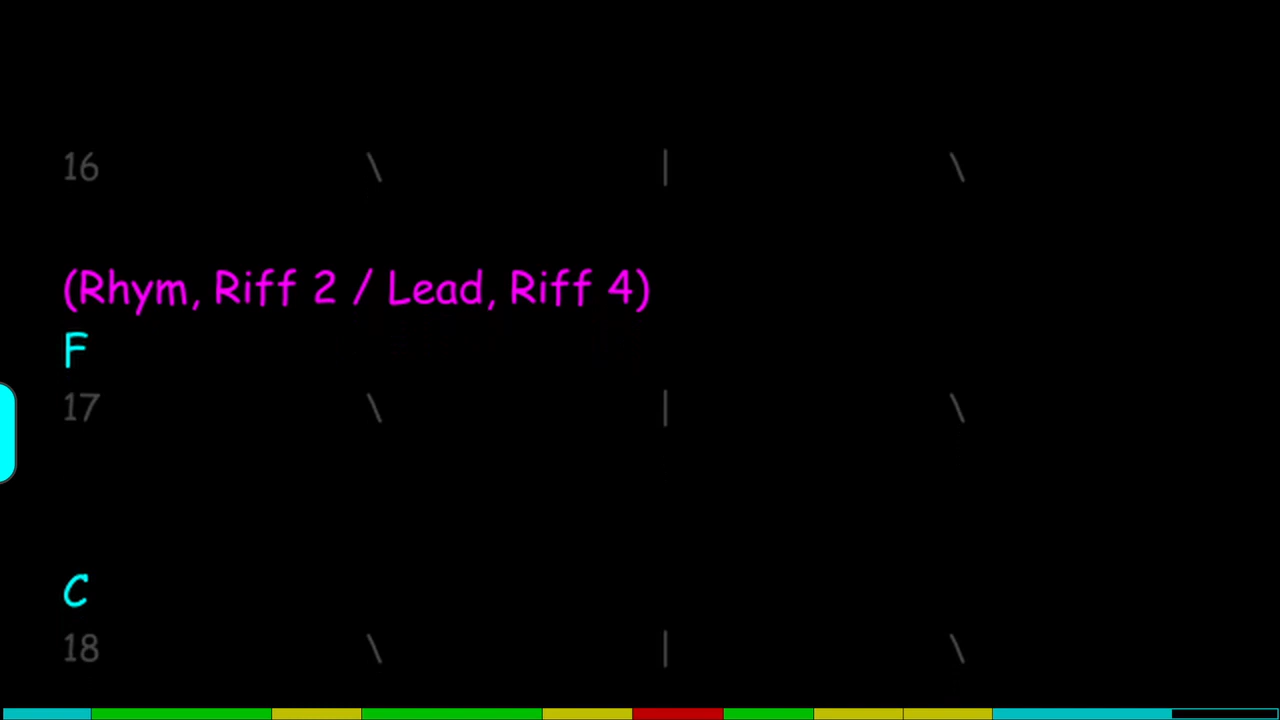 16 \ | \
(Rhym, Riff 2 / Lead, Riff 4)
F
17 \ | \
C
18 \ | \